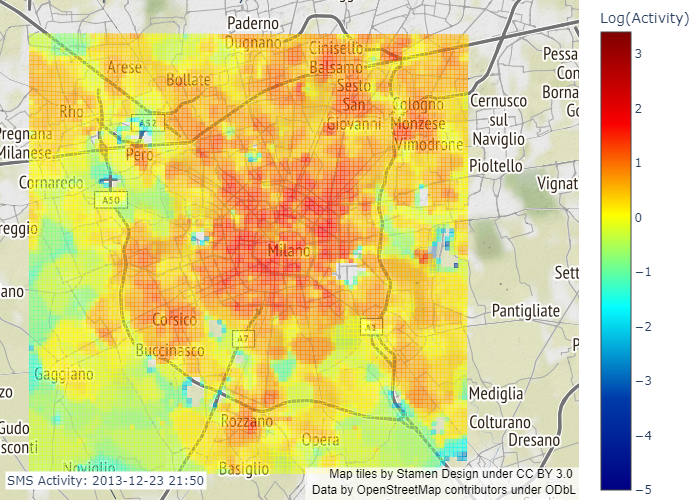 Log(Activity)
Paderno
Dugnano
Cinisello
Balsamo
Sesto
San
Giovanni
Arese
Bollate
Rho
A52
Pero
Pregnana
Milanese
Cornaredo
A50
Cologno
Monzese
Vimodrone
Cernusco
sul
Naviglio
Pioltello
Pessa
Con
Borna
Go
Vignat
reggio
Milano
Sett
ano
Corsico
A7
A1
Pantigliate
Buccinasco
P
Gaggiano
zo
Mediglia
Gudo
sconti
Rozzano
Opera
Colturano
Dresano
Noviglio
Basiglio
3
2
1
0
−1
−2
−3
−4
−5
SMS Activity: 2013-12-23 21:50
Map tiles by Stamen Design under CC BY 3.0
Data by OpenStreetMap contributors under ODbL